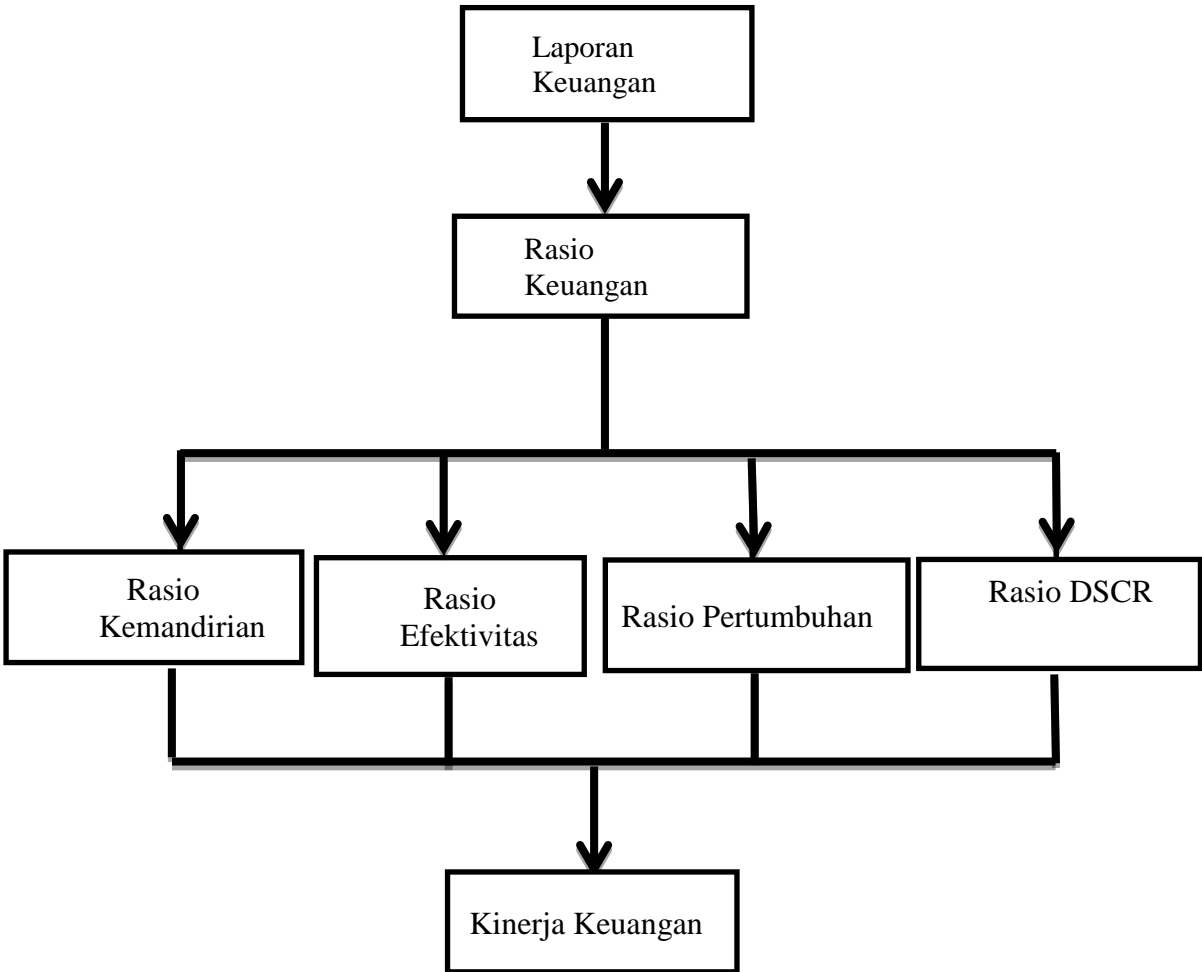 Laporan
Keuangan
Rasio
Keuangan
Rasio
Kemandirian
Rasio
Efektivitas
Rasio Pertumbuhan
Rasio DSCR
Kinerja Keuangan